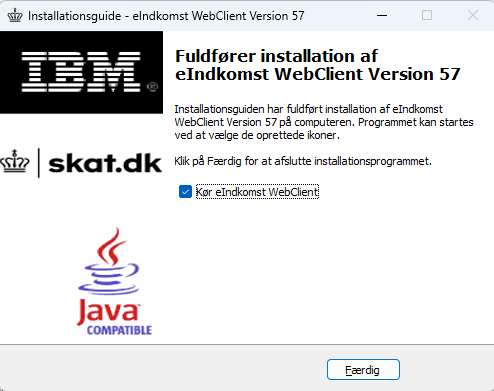 Installationsguide - eIndkomst WebClient Version 57
IBM
®
Fuldfører installation af
eIndkomst WebClient Version 57
Installationsguiden har fuldført installation af eIndkomst
WebClient Version 57 på computeren. Programmet kan startes
ved at vælge de oprettede ikoner.
skat.dk
Klik på Færdig for at afslutte installationsprogrammet.
Kør eIndkomst WebClient
Java
COMPATIBLE
Færdig